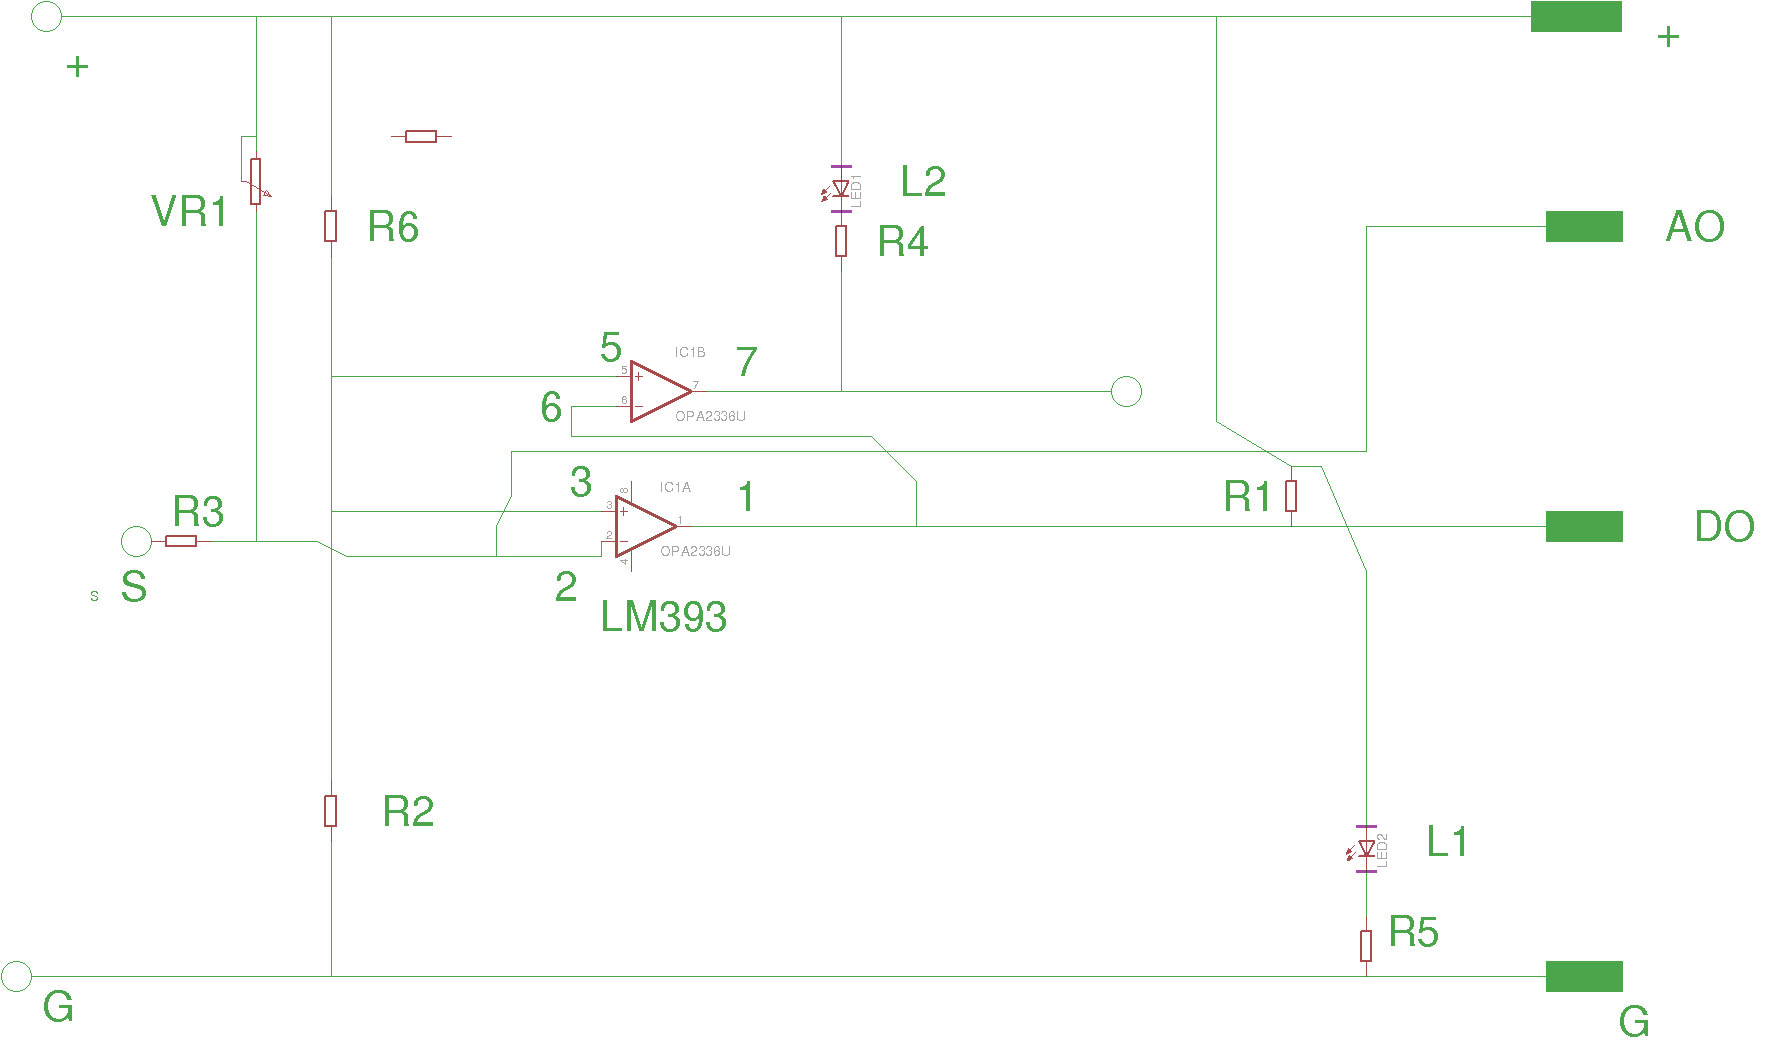 +
+
L2
LED1
VR1
R6
AO
R4
5
IC1B
7
5
7
6
6
OPA2336U
3
8
IC1A
1
R1
R3
3
1
DO
2
OPA2336U
4
S
S
2
LM393
R2
L1
LED2
R5
G
G